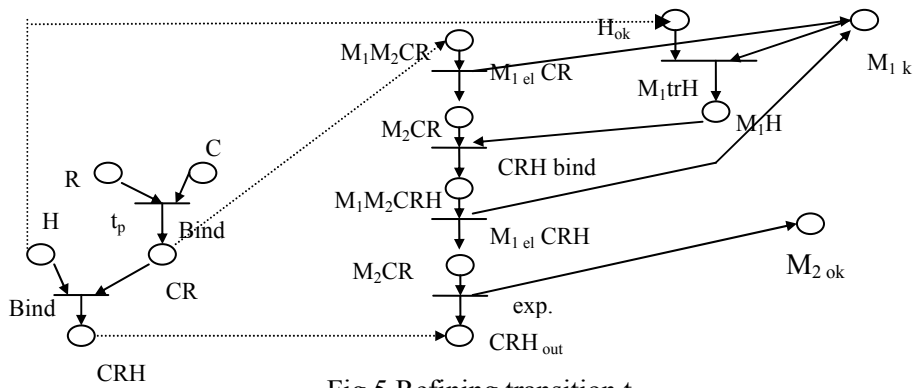 H ok
M1M2CR
M1 k
M1 el CR
M1trH
M2CR
M1H
C
CRH bind
R
M1M2CRH
H
tp
Bind
M1 el CRH
M2CR
M2 ok
CR
Bind
exp.
CRH out
CRH
Fig 5 Refining transition t